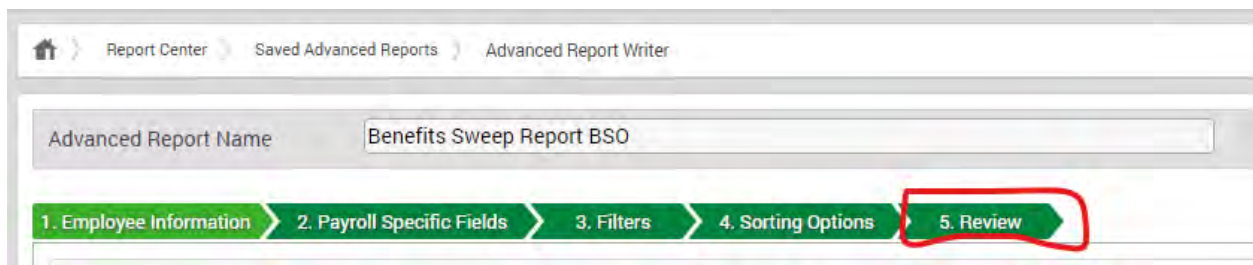 Report Center Saved Advanced Reports Advanced Report Writer
Advanced Report Name Benefits Sweep Report BSO
1. Employee Information 2. Payroll Specific Fields 3. Filters 4. Sorting Options 5. Review